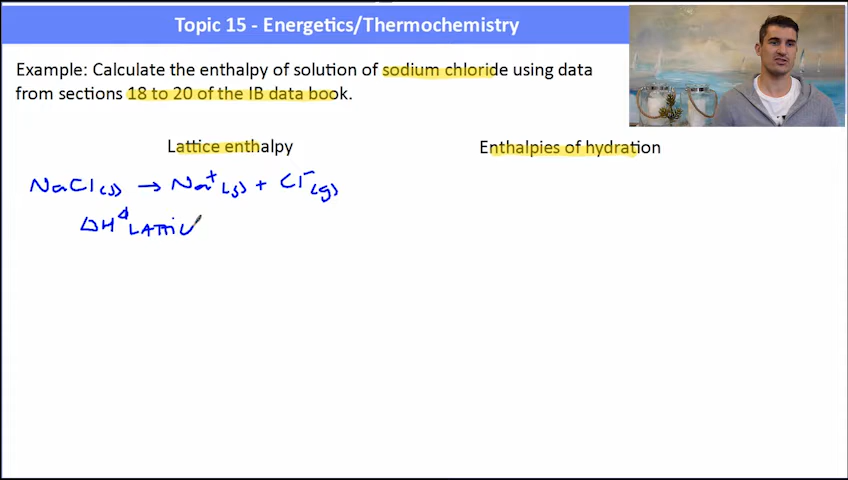 Topic 15 - Energetics/Thermochemistry
Example: Calculate the enthalpy of solution of sodium chloride using data
from sections 18 to 20 of the IB data book.
Lattice enthalpy
Enthalpies of hydration
NaCl(s) → Na⁺(g) + Cl⁻(g)
ΔH LATTIC